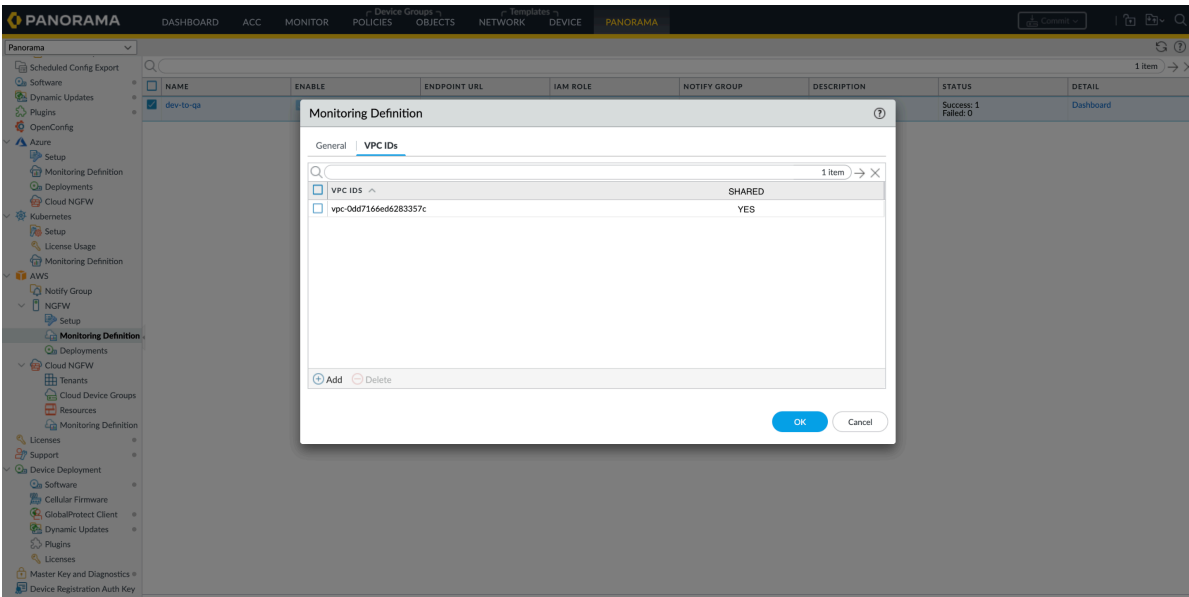 PANORAMA
DASHBOARD ACC MONITOR POLICIES OBJECTS NETWORK DEVICE PANORAMA
Device Groups Templates
Commit
Panorama
1 item
Scheduled Config Export
Software
Dynamic Updates
Plugins
OpenConfig
Azure
Setup
Monitoring Definition
Deployments
Cloud NGFW
Kubernetes
Setup
License Usage
Monitoring Definition
AWS
Notify Group
NGFW
Setup
Monitoring Definition
Deployments
Cloud NGFW
Tenants
Cloud Device Groups
Resources
Monitoring Definition
Licenses
Support
Device Deployment
Software
Cellular Firmware
GlobalProtect Client
Dynamic Updates
Plugins
Licenses
Master Key and Diagnostics
Device Registration Auth Key
NAME ENABLE ENDPOINT URL IAM ROLE NOTIFY GROUP DESCRIPTION STATUS DETAIL
dev-to-qa Success: 1 Dashboard
Failed: 0
Monitoring Definition
General VPC IDs
1 item
VPC IDS SHARED
vpc-0dd7166ed6283357c YES
Add Delete
OK Cancel